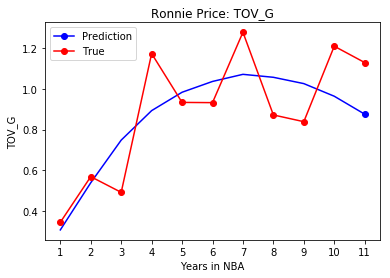 Ronnie Price: TOV_G
Prediction
True
1.2
1.0
0.8
0.6
0.4
TOV_G
1 2 3 4 5 6 7 8 9 10 11
Years in NBA